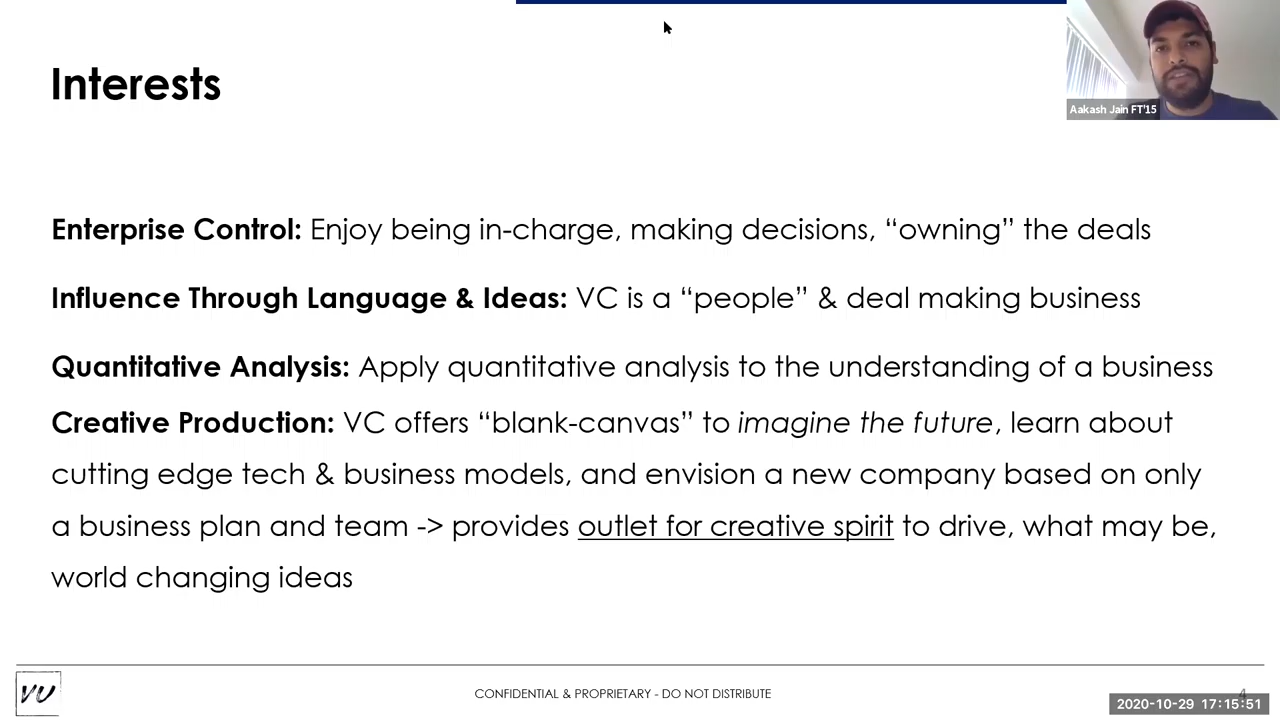 Interests
Aakash Jain FT'15
Enterprise Control: Enjoy being in-charge, making decisions, “owning” the deals
Influence Through Language & Ideas: VC is a “people” & deal making business
Quantitative Analysis: Apply quantitative analysis to the understanding of a business
Creative Production: VC offers “blank-canvas” to imagine the future, learn about
cutting edge tech & business models, and envision a new company based on only
a business plan and team -> provides outlet for creative spirit to drive, what may be,
world changing ideas
VU
CONFIDENTIAL & PROPRIETARY - DO NOT DISTRIBUTE
4
2020-10-29 17:15:51